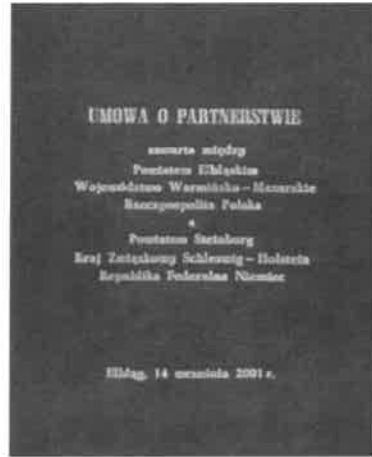 UMOWA O PARTNERSTWIE
zawarta między
Powiatem Elbląskim
Województwo Warmińsko – Mazurskie
Rzeczpospolita Polska
a
Powiatem Steinburg
Kraj Związkowy Schleswig – Holstein
Republika Federalna Niemiec
Elbląg, 14 września 2001 r.